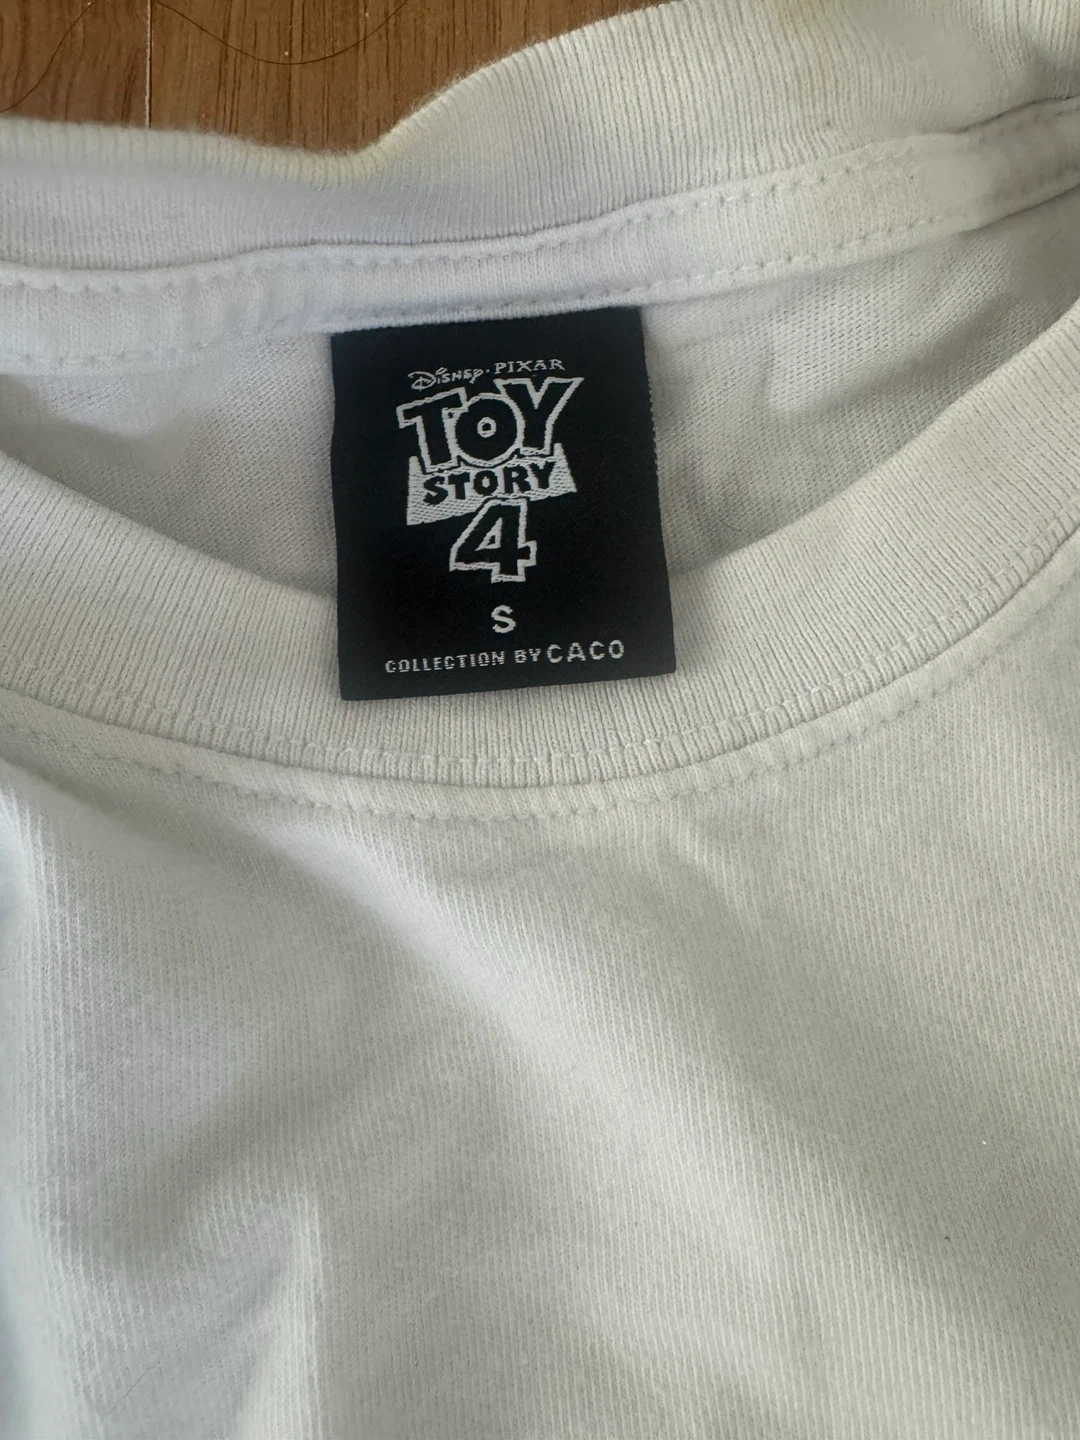 Disney·PIXAR
TOY
STORY
4
S
COLLECTION BY CACO